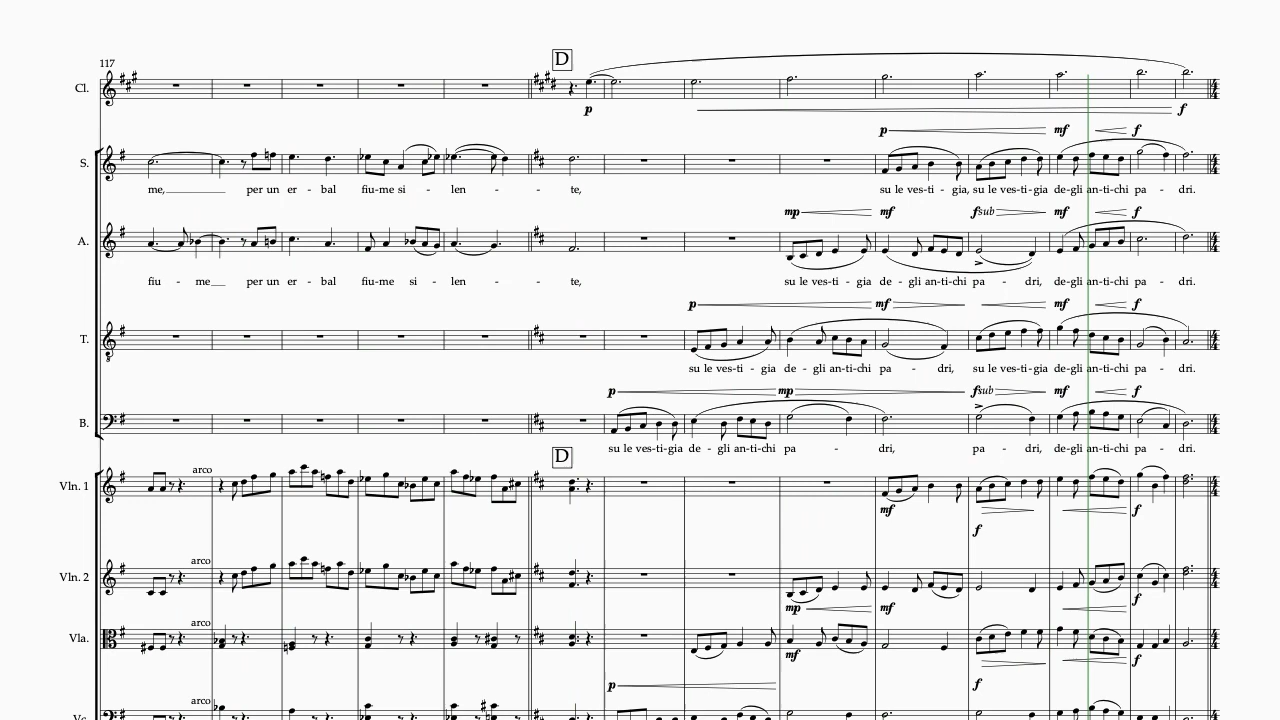 117
D
Cl.
p
f
p mf f
S.
me, per un er - bal fiu-me si - len - te, su le ves-ti - gia, su le ves-ti-gia de-gli an-ti-chi pa - dri.
mp mf fsub mf f
A.
fiu - me per un er - bal fiu-me si - len - te, su le ves-ti - gia de - gli an-ti-chi pa - dri, de-gli an-ti-chi pa - dri.
p mf mf f
T.
su le ves-ti - gia de - gli an-ti-chi pa - dri, su le ves-ti-gia de-gli an-ti-chi pa - dri.
p mp fsub mf f
B.
su le ves-ti-gia de - gli an-ti-chi pa - dri, pa - dri, de-gli an-ti-chi pa - dri.
D
arco
Vln. 1
mf f
f
arco
Vln. 2
mp mf f
arco
Vla.
mf f
p f
arco
Vc.